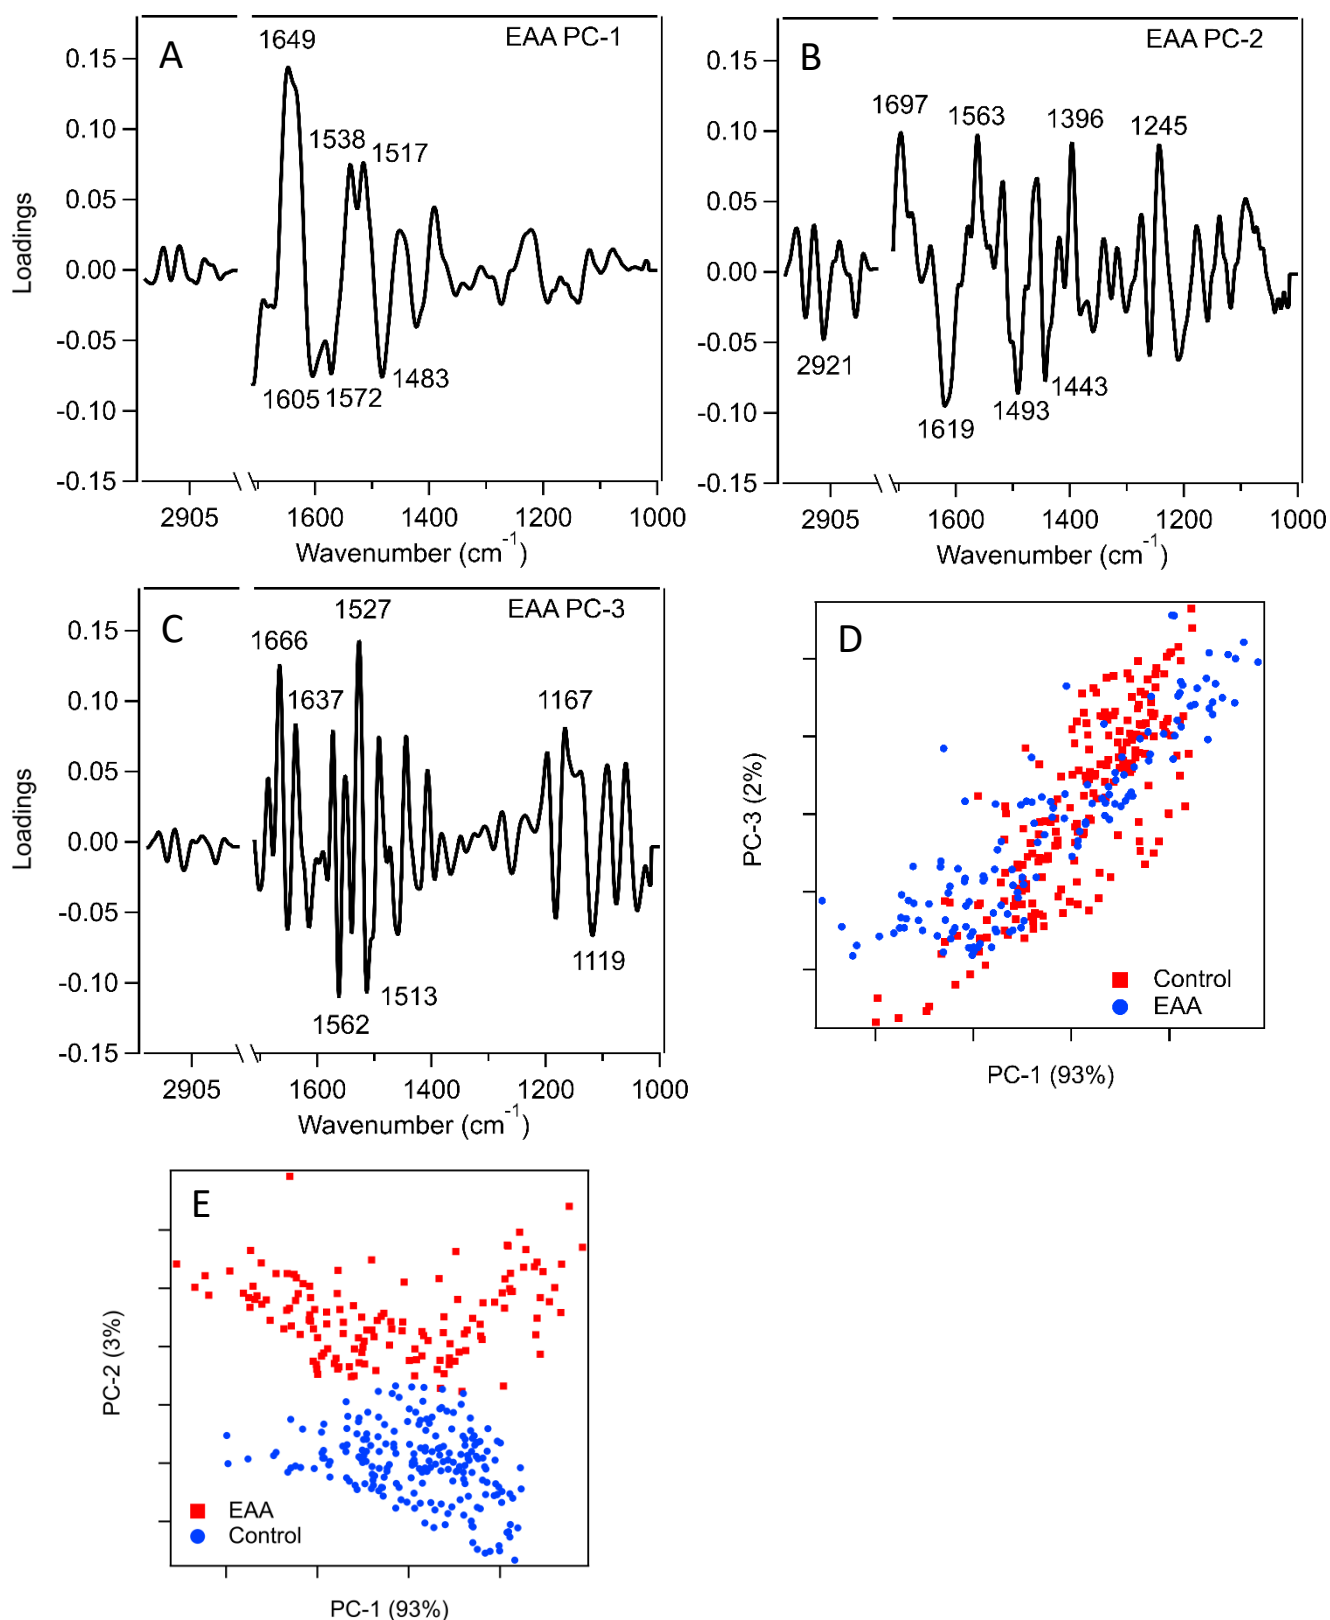 A
EAA PC-1
1649
1538
1517
1605
1572
1483
0.15
0.10
0.05
0.00
-0.05
-0.10
-0.15
Loadings
2905
1600
1400
1200
1000
Wavenumber (cm⁻¹)
B
EAA PC-2
1697
1563
1396
1245
2921
1619
1493
1443
0.15
0.10
0.05
0.00
-0.05
-0.10
-0.15
2905
1600
1400
1200
1000
Wavenumber (cm⁻¹)
C
EAA PC-3
1527
1666
1637
1167
1119
1513
1562
0.15
0.10
0.05
0.00
-0.05
-0.10
-0.15
Loadings
2905
1600
1400
1200
1000
Wavenumber (cm⁻¹)
D
PC-3 (2%)
Control
EAA
PC-1 (93%)
E
PC-2 (3%)
EAA
Control
PC-1 (93%)